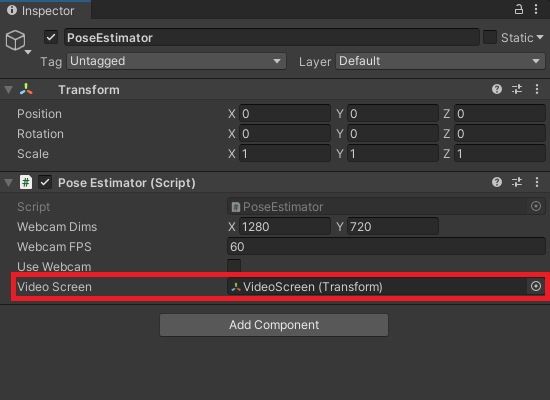 Inspector
PoseEstimator Static
Tag Untagged Layer Default
Transform
Position X 0 Y 0 Z 0
Rotation X 0 Y 0 Z 0
Scale X 1 Y 1 Z 1
# Pose Estimator (Script)
Script # PoseEstimator
Webcam Dims X 1280 Y 720
Webcam FPS 60
Use Webcam
Video Screen VideoScreen (Transform)
Add Component